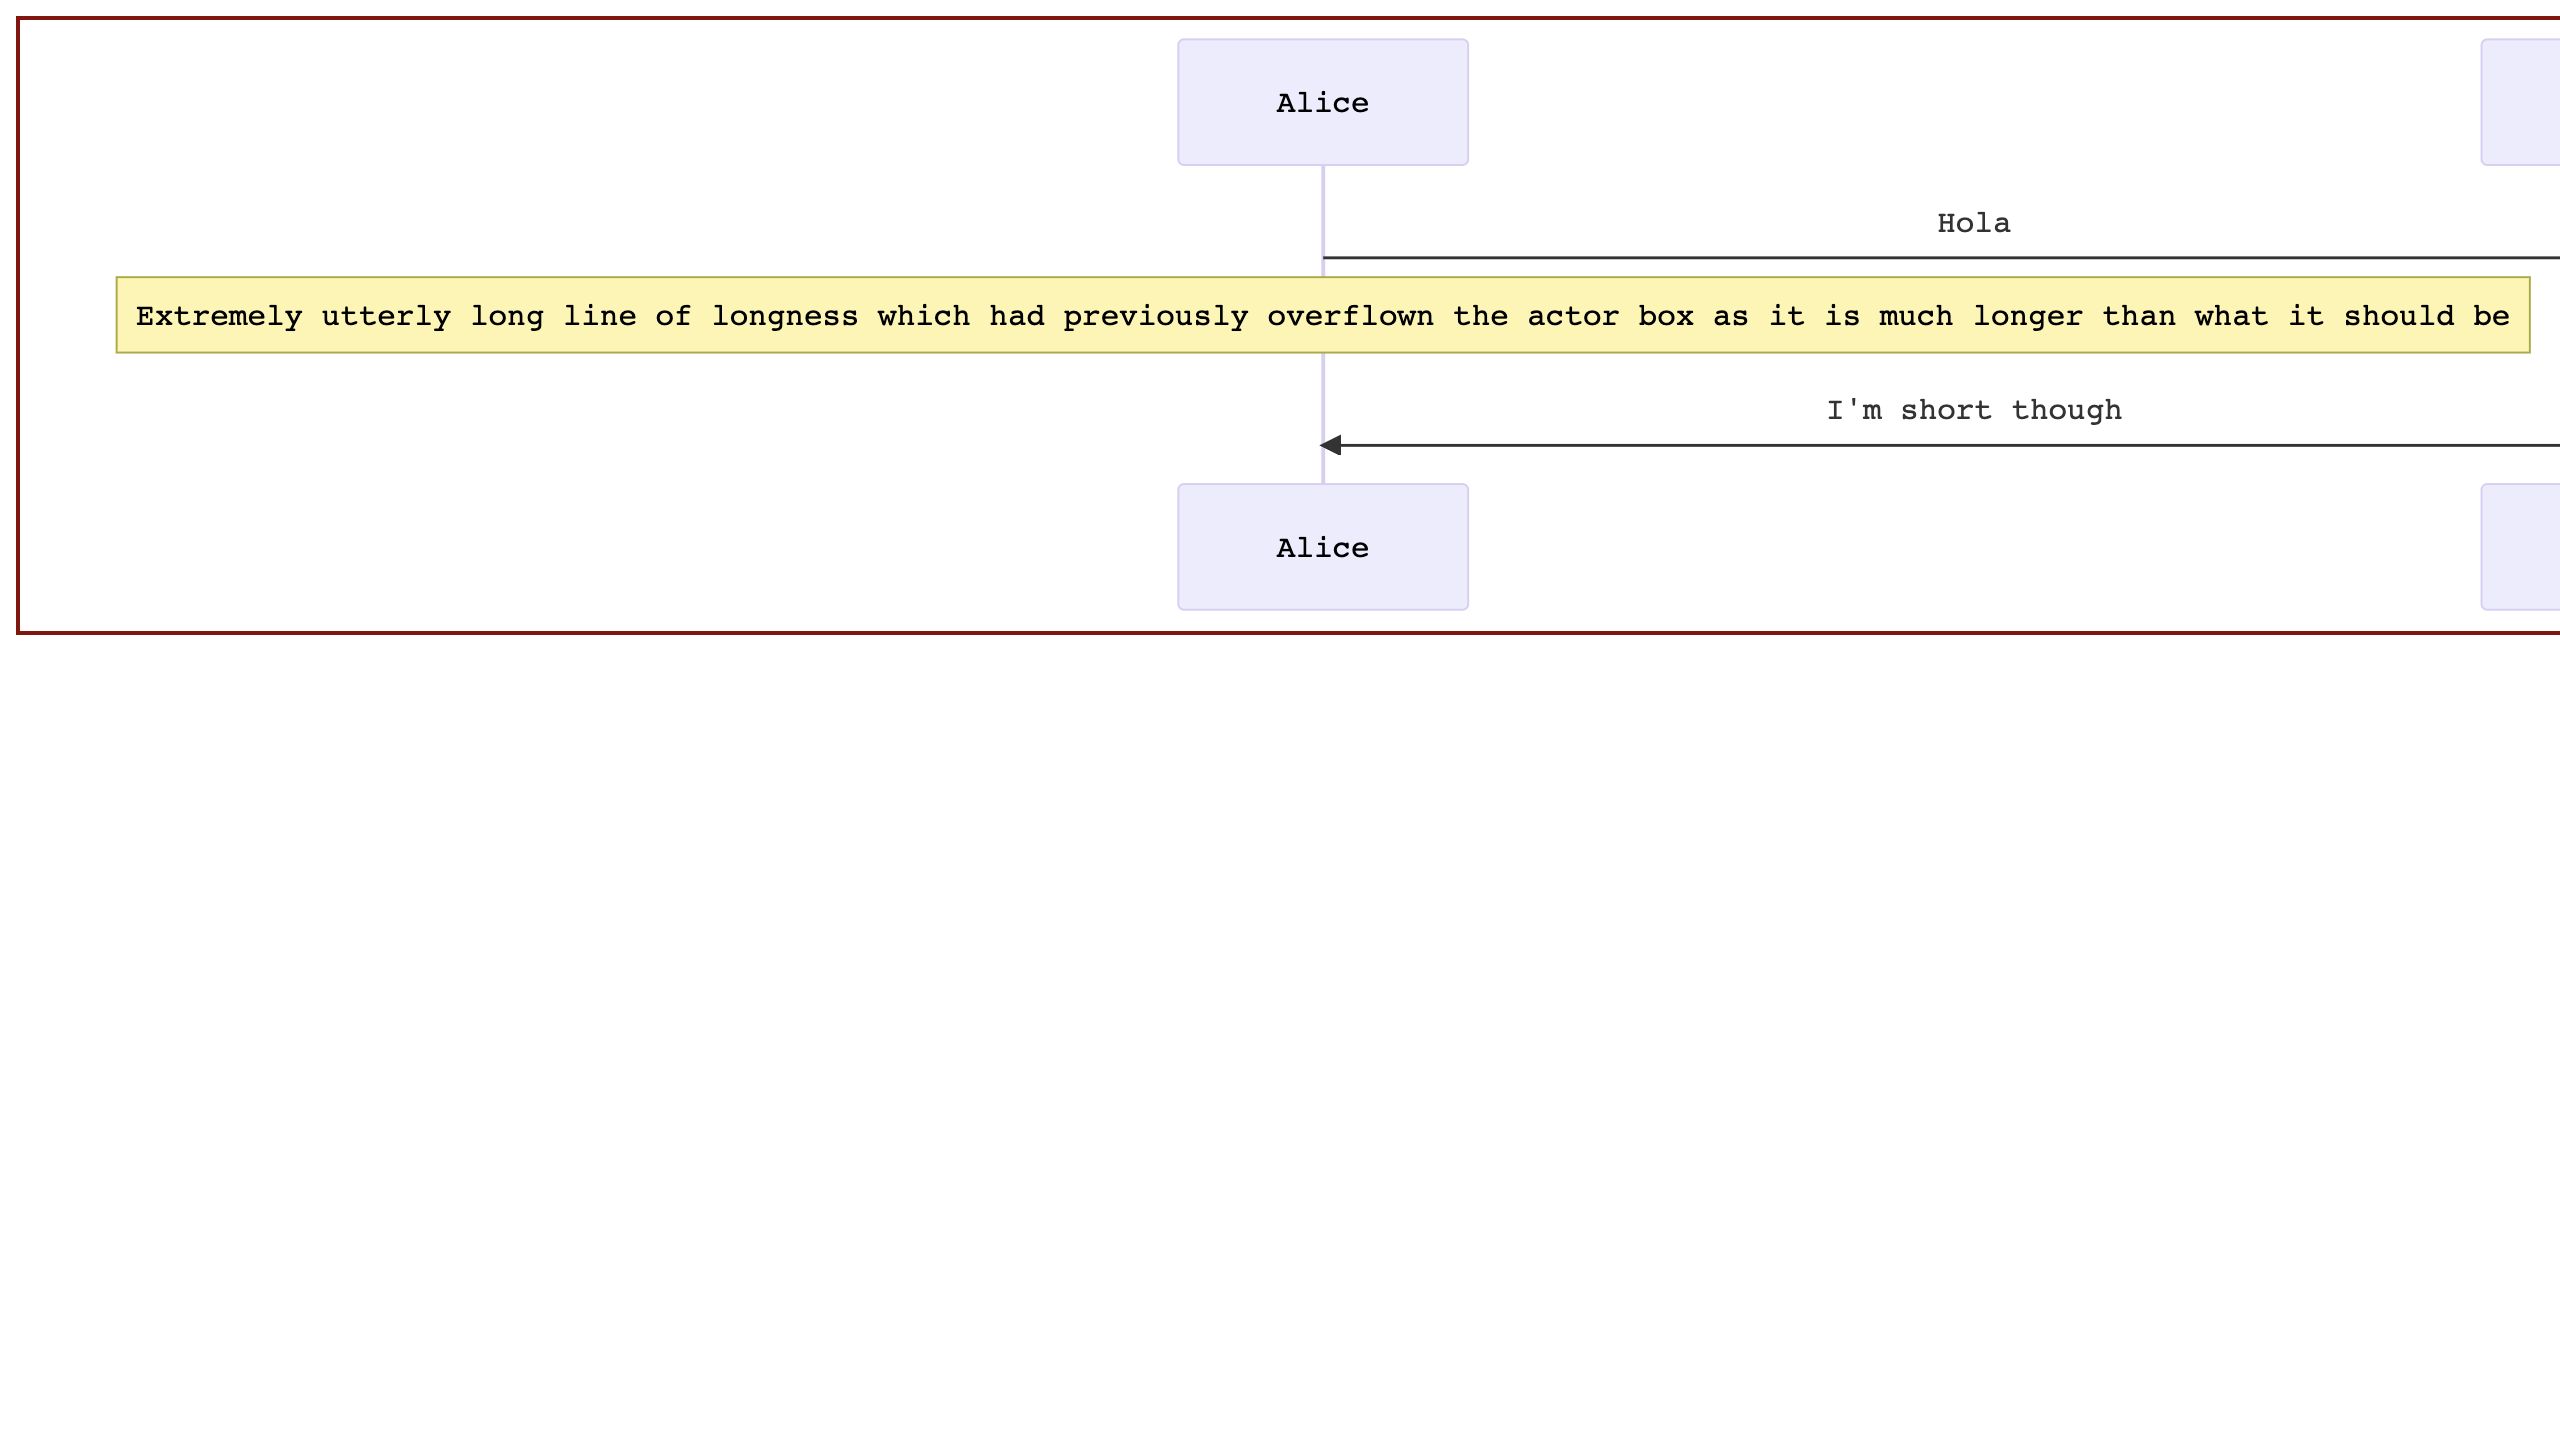 Alice
Hola
Extremely utterly long line of longness which had previously overflown the actor box as it is much longer than what it should be
I'm short though
Alice